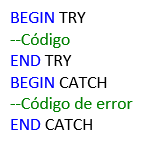 BEGIN TRY
--Código
END TRY
BEGIN CATCH
--Código de error
END CATCH